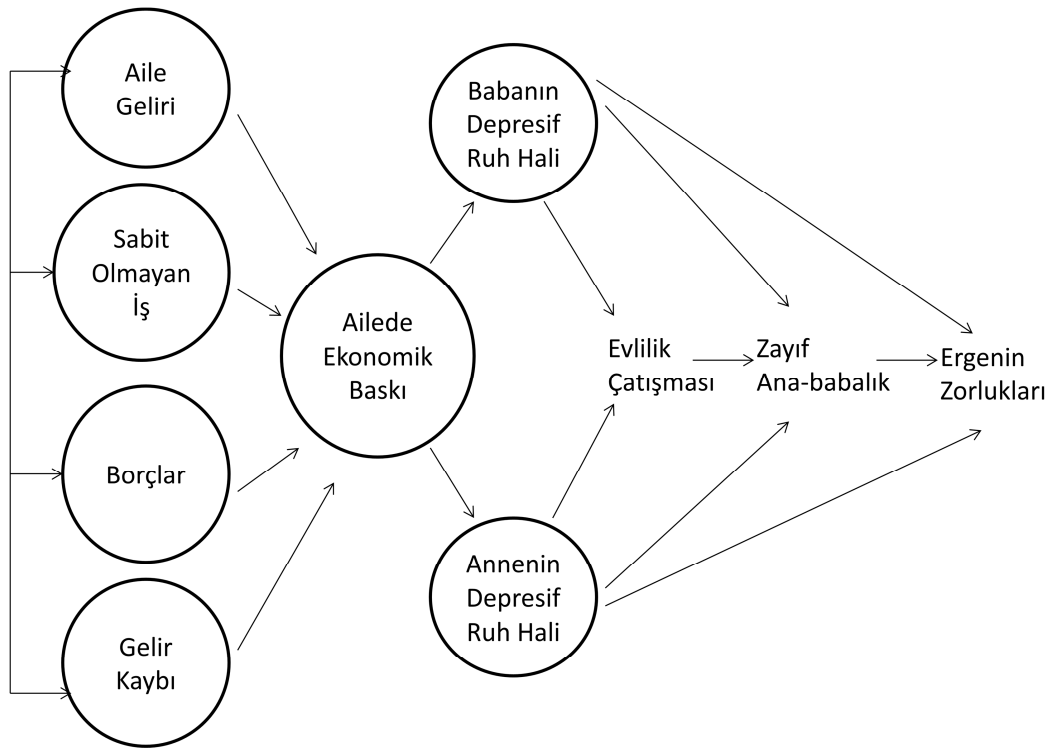 Aile
Geliri
Sabit
Olmayan
İş
Borçlar
Gelir
Kaybı
Ailede
Ekonomik
Baskı
Babanın
Depresif
Ruh Hali
Annenin
Depresif
Ruh Hali
Evlilik
Çatışması
Zayıf
Ana-babalık
Ergenin
Zorlukları